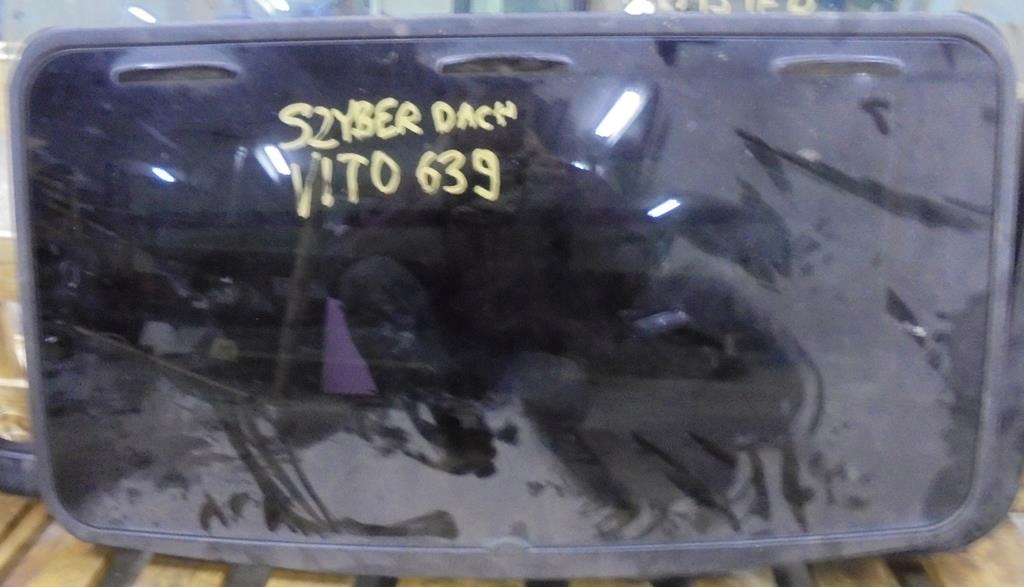 SZYBER DACH
VITO 639